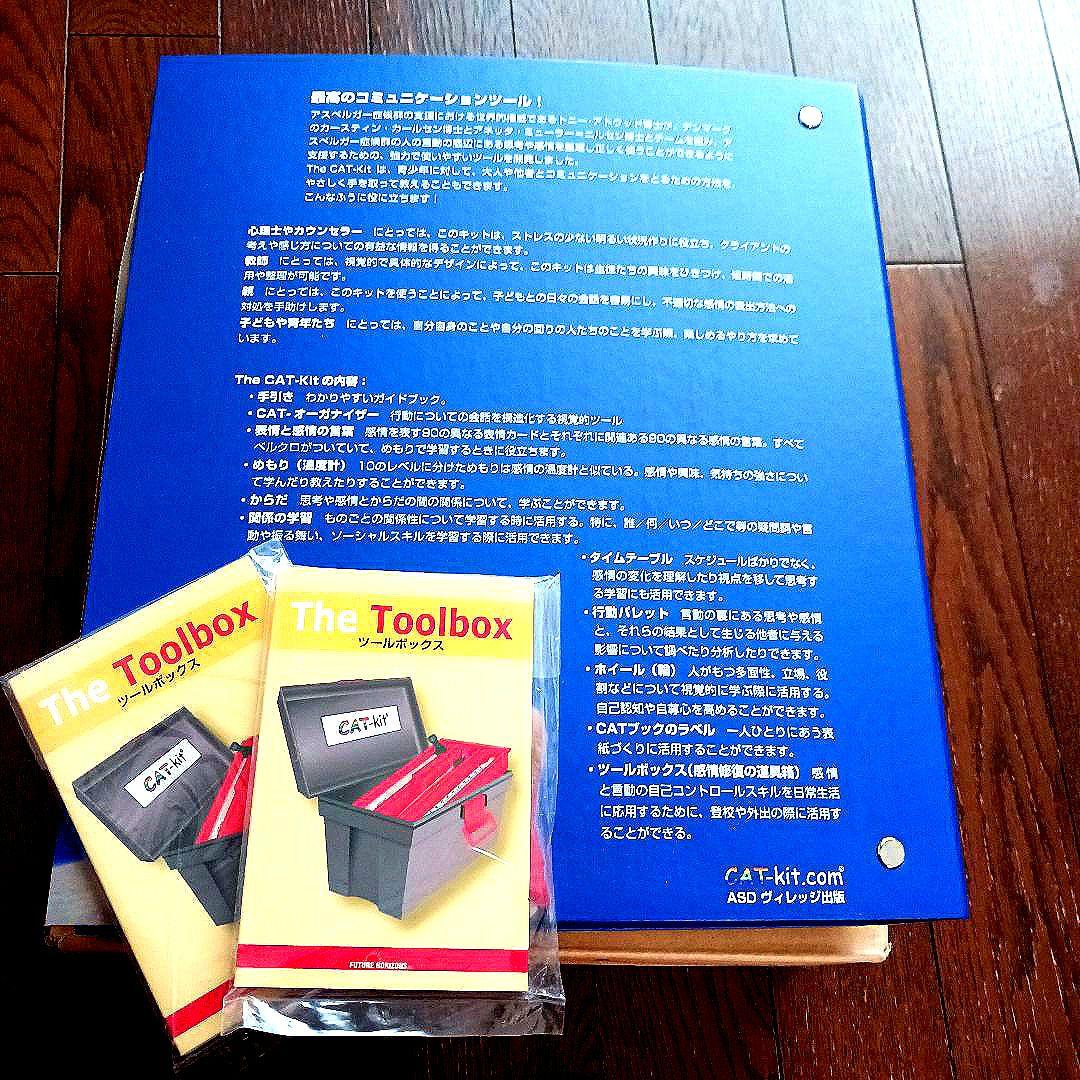 最高のコミュニケーションツール！
アスペルガー症候群の支援における世界的権威であるトニー・アトウッド博士が、デンマーク
のカースティン・カールセン博士とアネッタ・ミューラー=ニルセン博士とチームを組み、ア
スペルガー症候群の人の言動の底辺にある思考や感情を整理し正しく使うことができるように
支援するための、強力で使いやすいツールを開発しました。
The CAT-Kit は、青少年に対して、大人や他者とコミュニケーションをとるための方法を、
やさしく手を取って教えることもできます。
こんなふうに役に立ちます！
心理士やカウンセラー にとっては、このキットは、ストレスの少ない明るい状況作りに役立ち、クライアントの
考えや感じ方についての有益な情報を得ることができます。
教師 にとっては、視覚的で具体的なデザインによって、このキットは生徒たちの興味をひきつけ、短時間での活
用や整理が可能です。
親 にとっては、このキットを使うことによって、子どもとの日々の会話を容易にし、不適切な感情の表出方法への
対処を手助けします。
子どもや青年たち にとっては、自分自身のことや自分の回りの人たちのことを学ぶ際、楽しめるやり方を求めて
います。
The CAT-Kit の内容：
・手引き わかりやすいガイドブック。
・CAT-オーガナイザー 行動についての会話を構造化する視覚的ツール
・表情と感情の言葉 感情を表す90の異なる表情カードとそれぞれに関連ある90の異なる感情の言葉。すべて
ベルクロがついていて、めもりで学習するときに役立ちます。
・めもり（温度計） 10のレベルに分けためもりは感情の温度計と似ている。感情や興味、気持ちの強さについ
て学んだり教えたりすることができます。
・からだ 思考や感情とからだの間の関係について、学ぶことができます。
・関係の学習 ものごとの関係性について学習する時に活用する。特に、誰／何／いつ／どこで等の疑問詞や言
動や振る舞い、ソーシャルスキルを学習する際に活用できます。
・タイムテーブル スケジュールばかりでなく、
感情の変化を理解したり視点を移して思考す
る学習にも活用できます。
・行動パレット 言動の裏にある思考や感情
と、それらの結果として生じる他者に与える
影響について調べたり分析したりできます。
・ホイール（輪） 人がもつ多面性、立場、役
割などについて視覚的に学ぶ際に活用する。
自己認知や自尊心を高めることができます。
・CATブックのラベル 一人ひとりにあう表
紙づくりに活用することができます。
・ツールボックス（感情修復の道具箱） 感情
と言動の自己コントロールスキルを日常生活
に応用するために、登校や外出の際に活用す
ることができる。
CAT-kit.com®
ASD ヴィレッジ出版
The Toolbox
ツールボックス
CAT-kit®
The Toolbox
ツールボックス
CAT-kit®
FUTURE HORIZONS